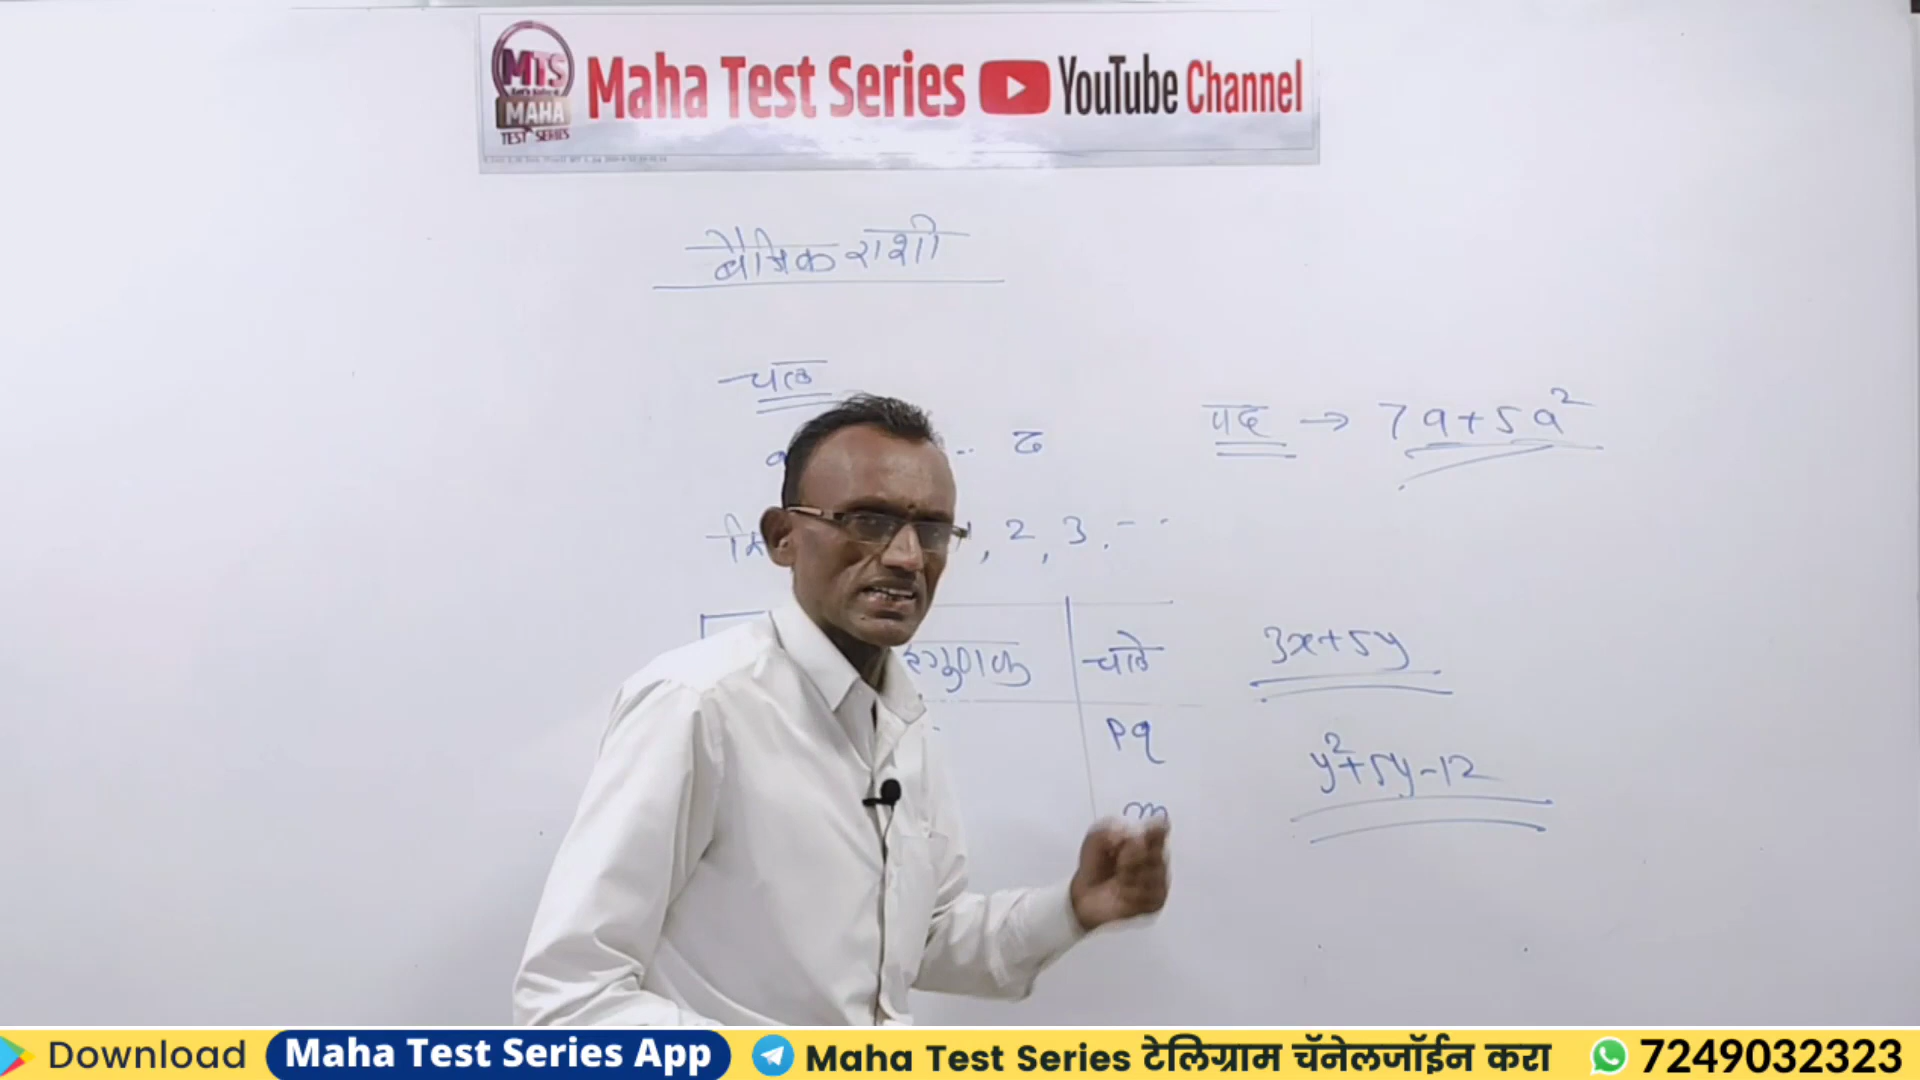 MTS
MAHA
TEST SERIES
Maha Test Series YouTube Channel
बैजिक राशी
चल
a .. ट
पद → 7a+5a²
, 2, 3, - -
चले
3x+5y
pq
y²+5y-12
m
Download Maha Test Series App Maha Test Series टेलिग्राम चॅनेलजॉईन करा 7249032323